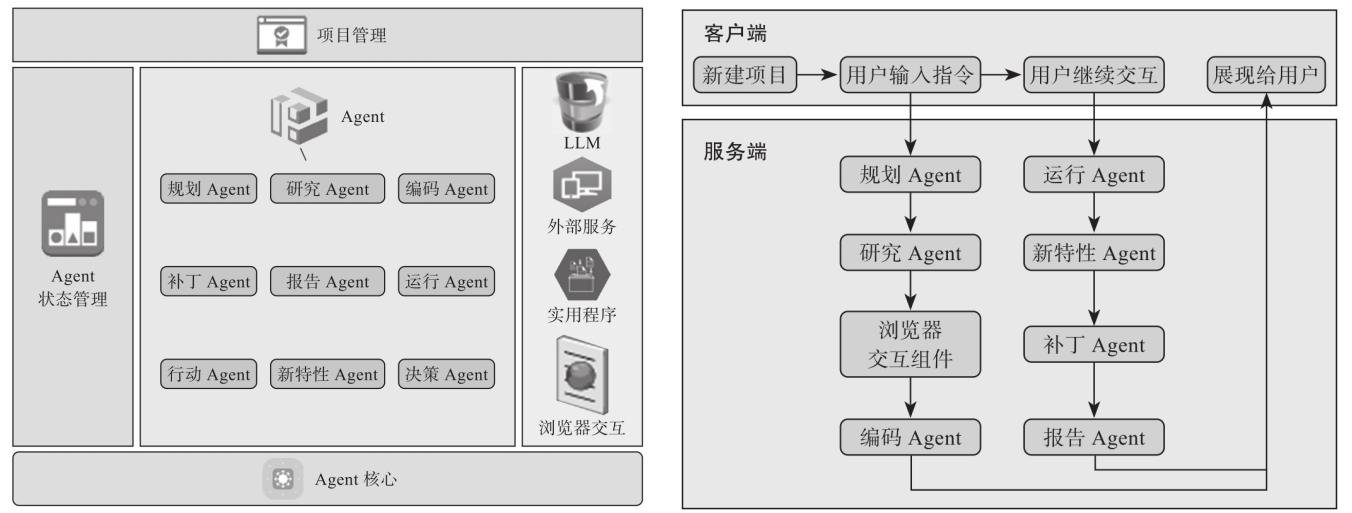 项目管理
Agent
状态管理
Agent
规划 Agent
研究 Agent
编码 Agent
补丁 Agent
报告 Agent
运行 Agent
行动 Agent
新特性 Agent
决策 Agent
LLM
外部服务
实用程序
浏览器交互
Agent 核心
客户端
新建项目
用户输入指令
用户继续交互
展现给用户
服务端
规划 Agent
研究 Agent
浏览器
交互组件
编码 Agent
运行 Agent
新特性 Agent
补丁 Agent
报告 Agent